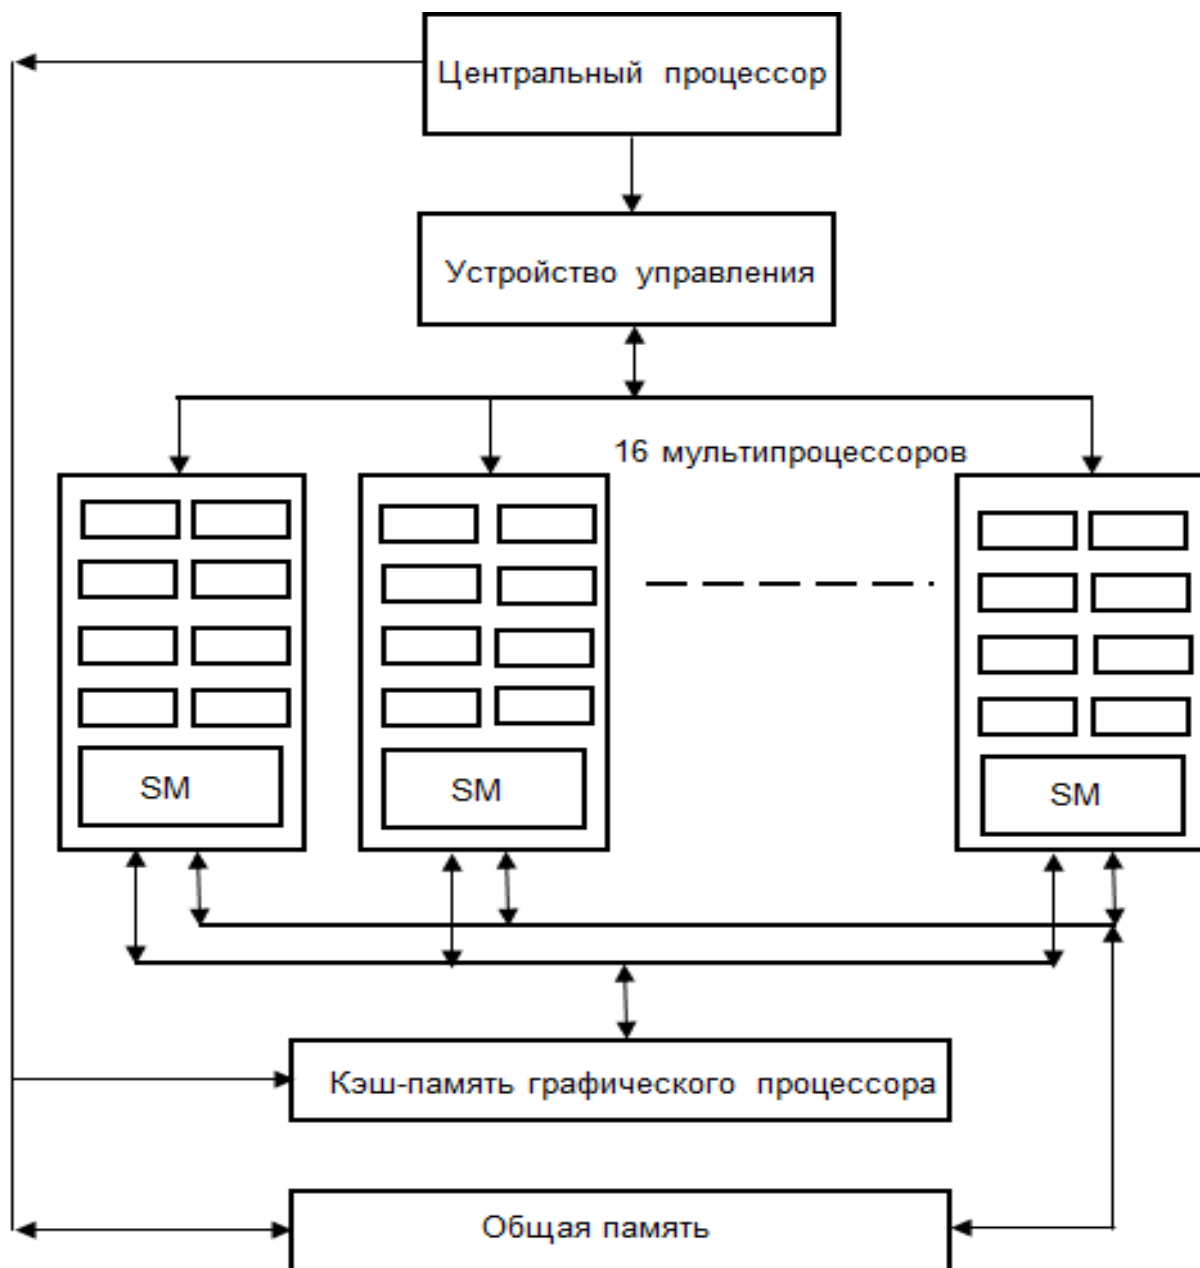 Центральный процессор
Устройство управления
16 мультипроцессоров
SM
SM
SM
Кэш-память графического процессора
Общая память